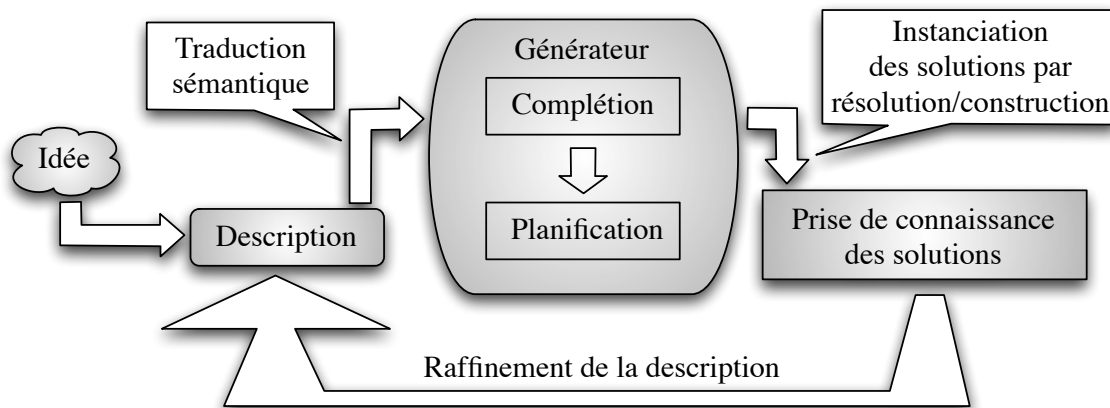 Traduction
sémantique
Générateur
Complétion
Planification
Instanciation
des solutions par
résolution/construction
Idée
Description
Prise de connaissance
des solutions
Raffinement de la description